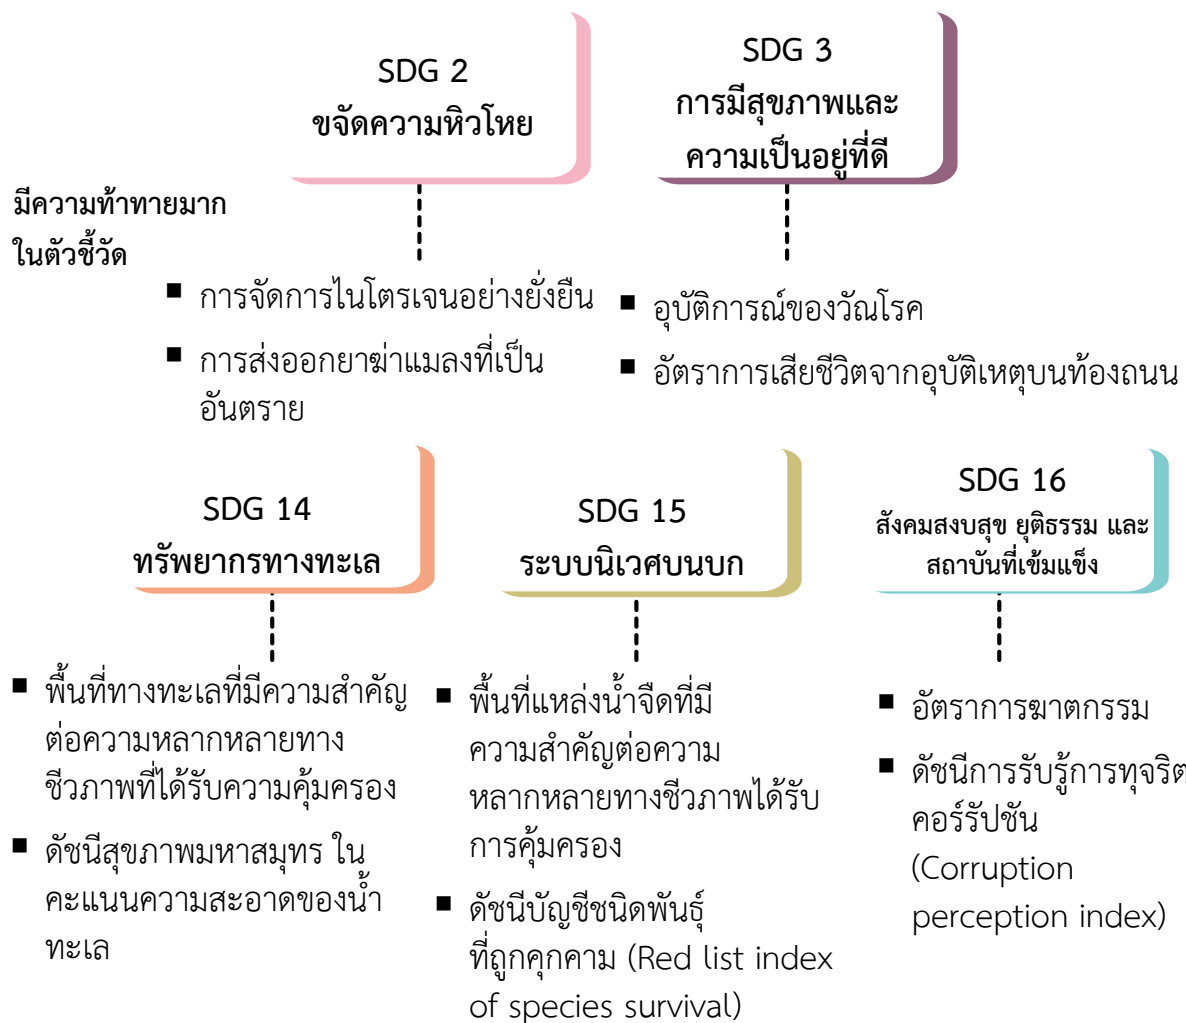 SDG 2
ขจัดความหิวโหย
SDG 3
การมีสุขภาพและ
ความเป็นอยู่ที่ดี
มีความท้าทายมาก
ในตัวชี้วัด
▪ การจัดการไนโตรเจนอย่างยั่งยืน
▪ การส่งออกยาฆ่าแมลงที่เป็น
อันตราย
▪ อุบัติการณ์ของวัณโรค
▪ อัตราการเสียชีวิตจากอุบัติเหตุบนท้องถนน
SDG 14
ทรัพยากรทางทะเล
SDG 15
ระบบนิเวศบนบก
SDG 16
สังคมสงบสุข ยุติธรรม และ
สถาบันที่เข้มแข็ง
▪ พื้นที่ทางทะเลที่มีความสำคัญ
ต่อความหลากหลายทาง
ชีวภาพที่ได้รับความคุ้มครอง
▪ ดัชนีสุขภาพมหาสมุทร ใน
คะแนนความสะอาดของน้ำ
ทะเล
▪ พื้นที่แหล่งน้ำจืดที่มี
ความสำคัญต่อความ
หลากหลายทางชีวภาพได้รับ
การคุ้มครอง
▪ ดัชนีบัญชีชนิดพันธุ์
ที่ถูกคุกคาม (Red list index
of species survival)
▪ อัตราการฆาตกรรม
▪ ดัชนีการรับรู้การทุจริต
คอร์รัปชัน
(Corruption
perception index)